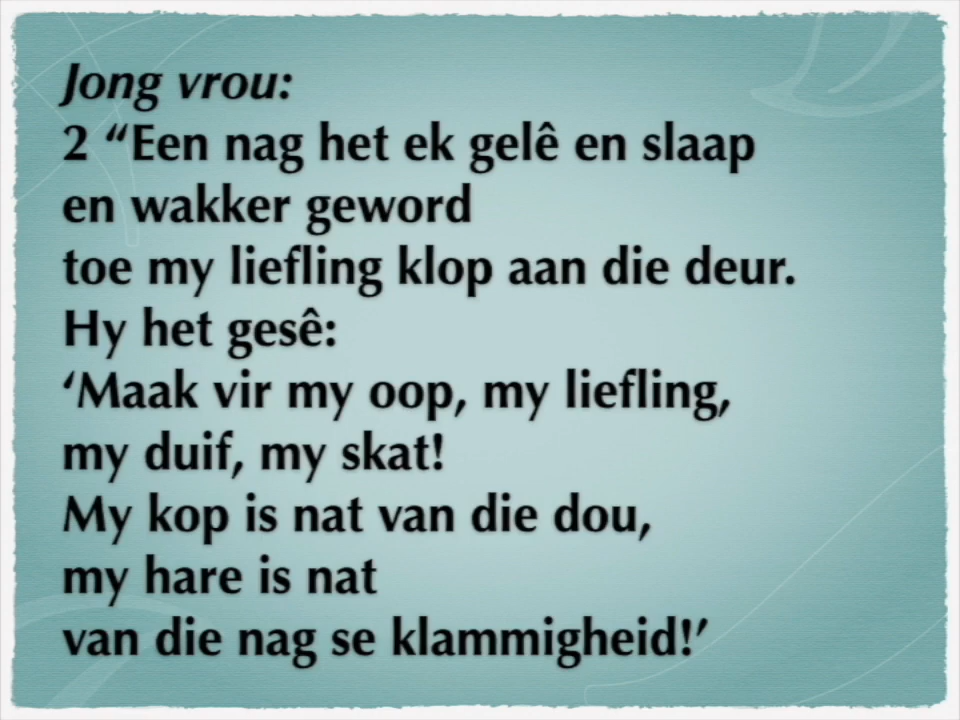 Jong vrou:
2 “Een nag het ek gelê en slaap
en wakker geword
toe my liefling klop aan die deur.
Hy het gesê:
‘Maak vir my oop, my liefling,
my duif, my skat!
My kop is nat van die dou,
my hare is nat
van die nag se klammigheid!’